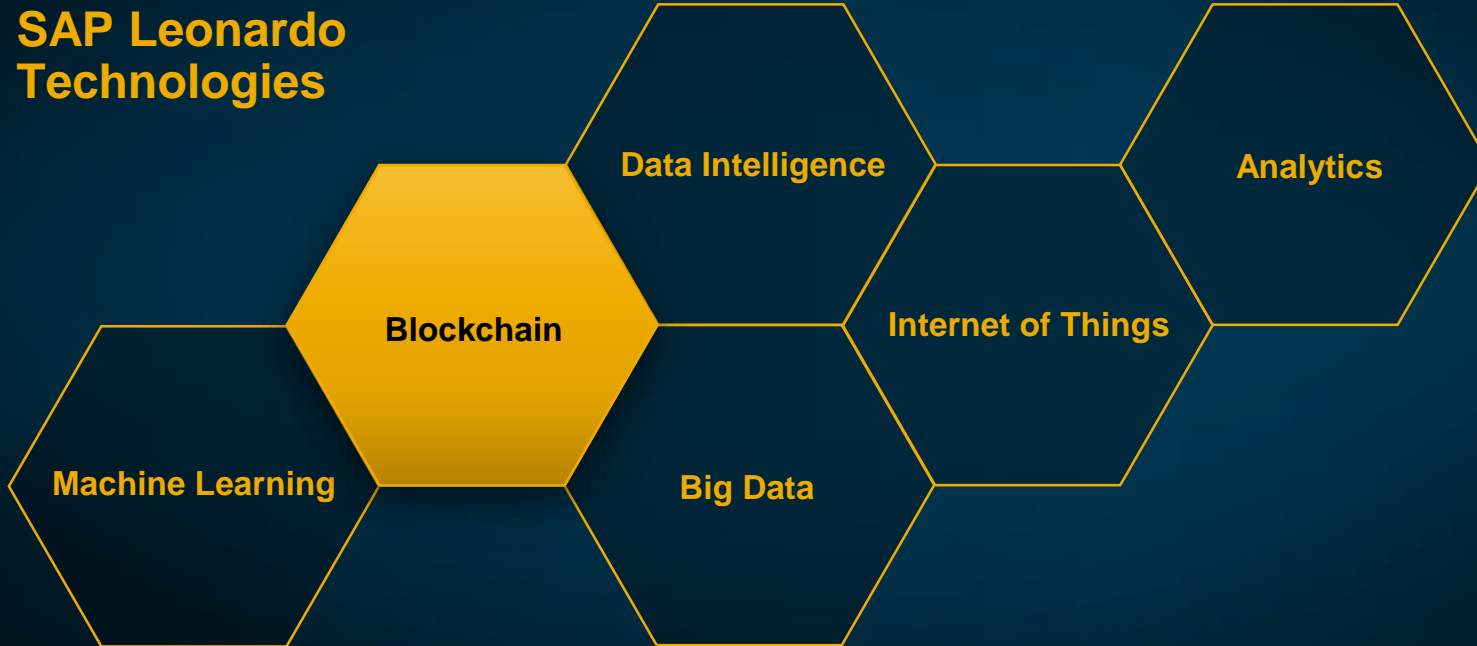 SAP Leonardo
Technologies
Data Intelligence
Analytics
Blockchain
Internet of Things
Machine Learning
Big Data